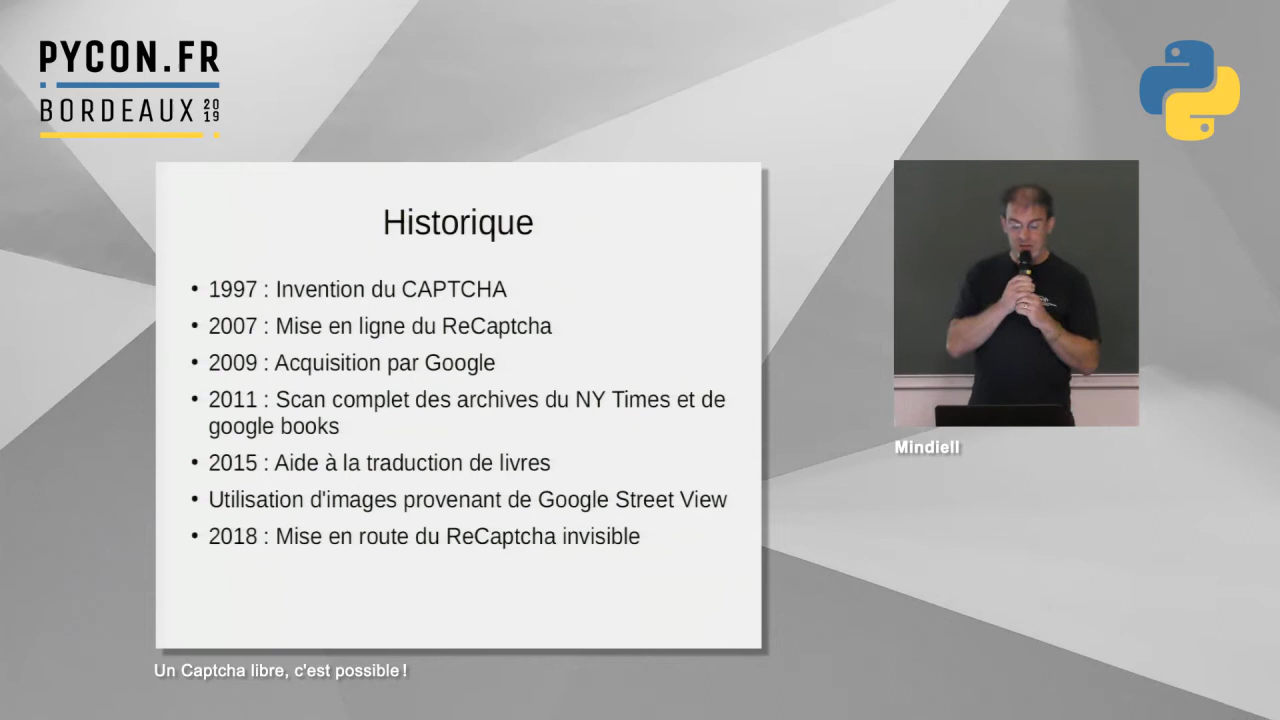 PYCON.FR
BORDEAUX 2019
Historique
• 1997 : Invention du CAPTCHA
• 2007 : Mise en ligne du ReCaptcha
• 2009 : Acquisition par Google
• 2011 : Scan complet des archives du NY Times et de
google books
• 2015 : Aide à la traduction de livres
• Utilisation d'images provenant de Google Street View
• 2018 : Mise en route du ReCaptcha invisible
Mindiell
Un Captcha libre, c'est possible !